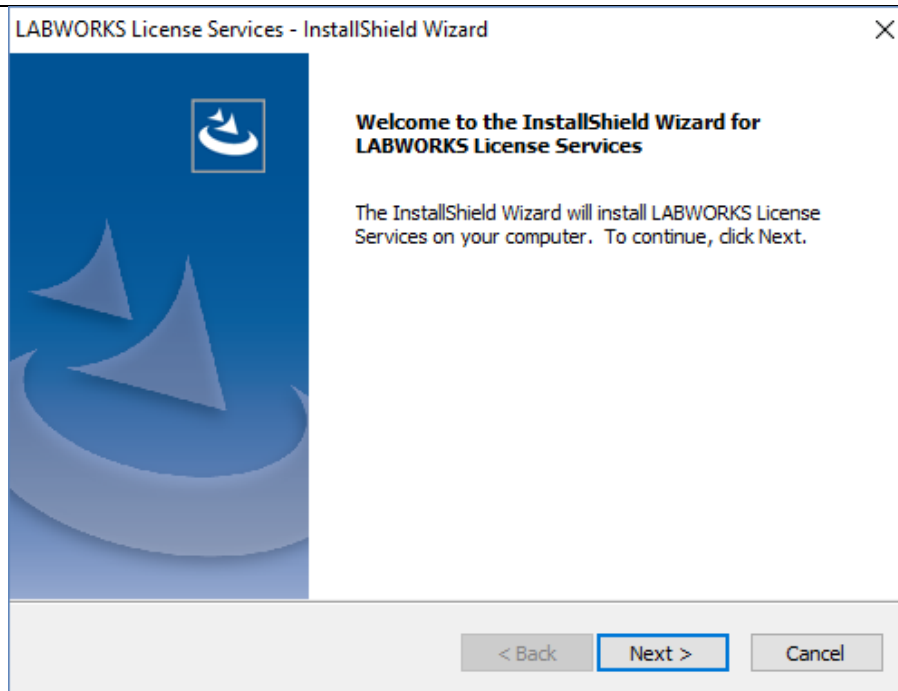 LABWORKS License Services - InstallShield Wizard
Welcome to the InstallShield Wizard for
LABWORKS License Services
The InstallShield Wizard will install LABWORKS License
Services on your computer.  To continue, click Next.
< Back
Next >
Cancel